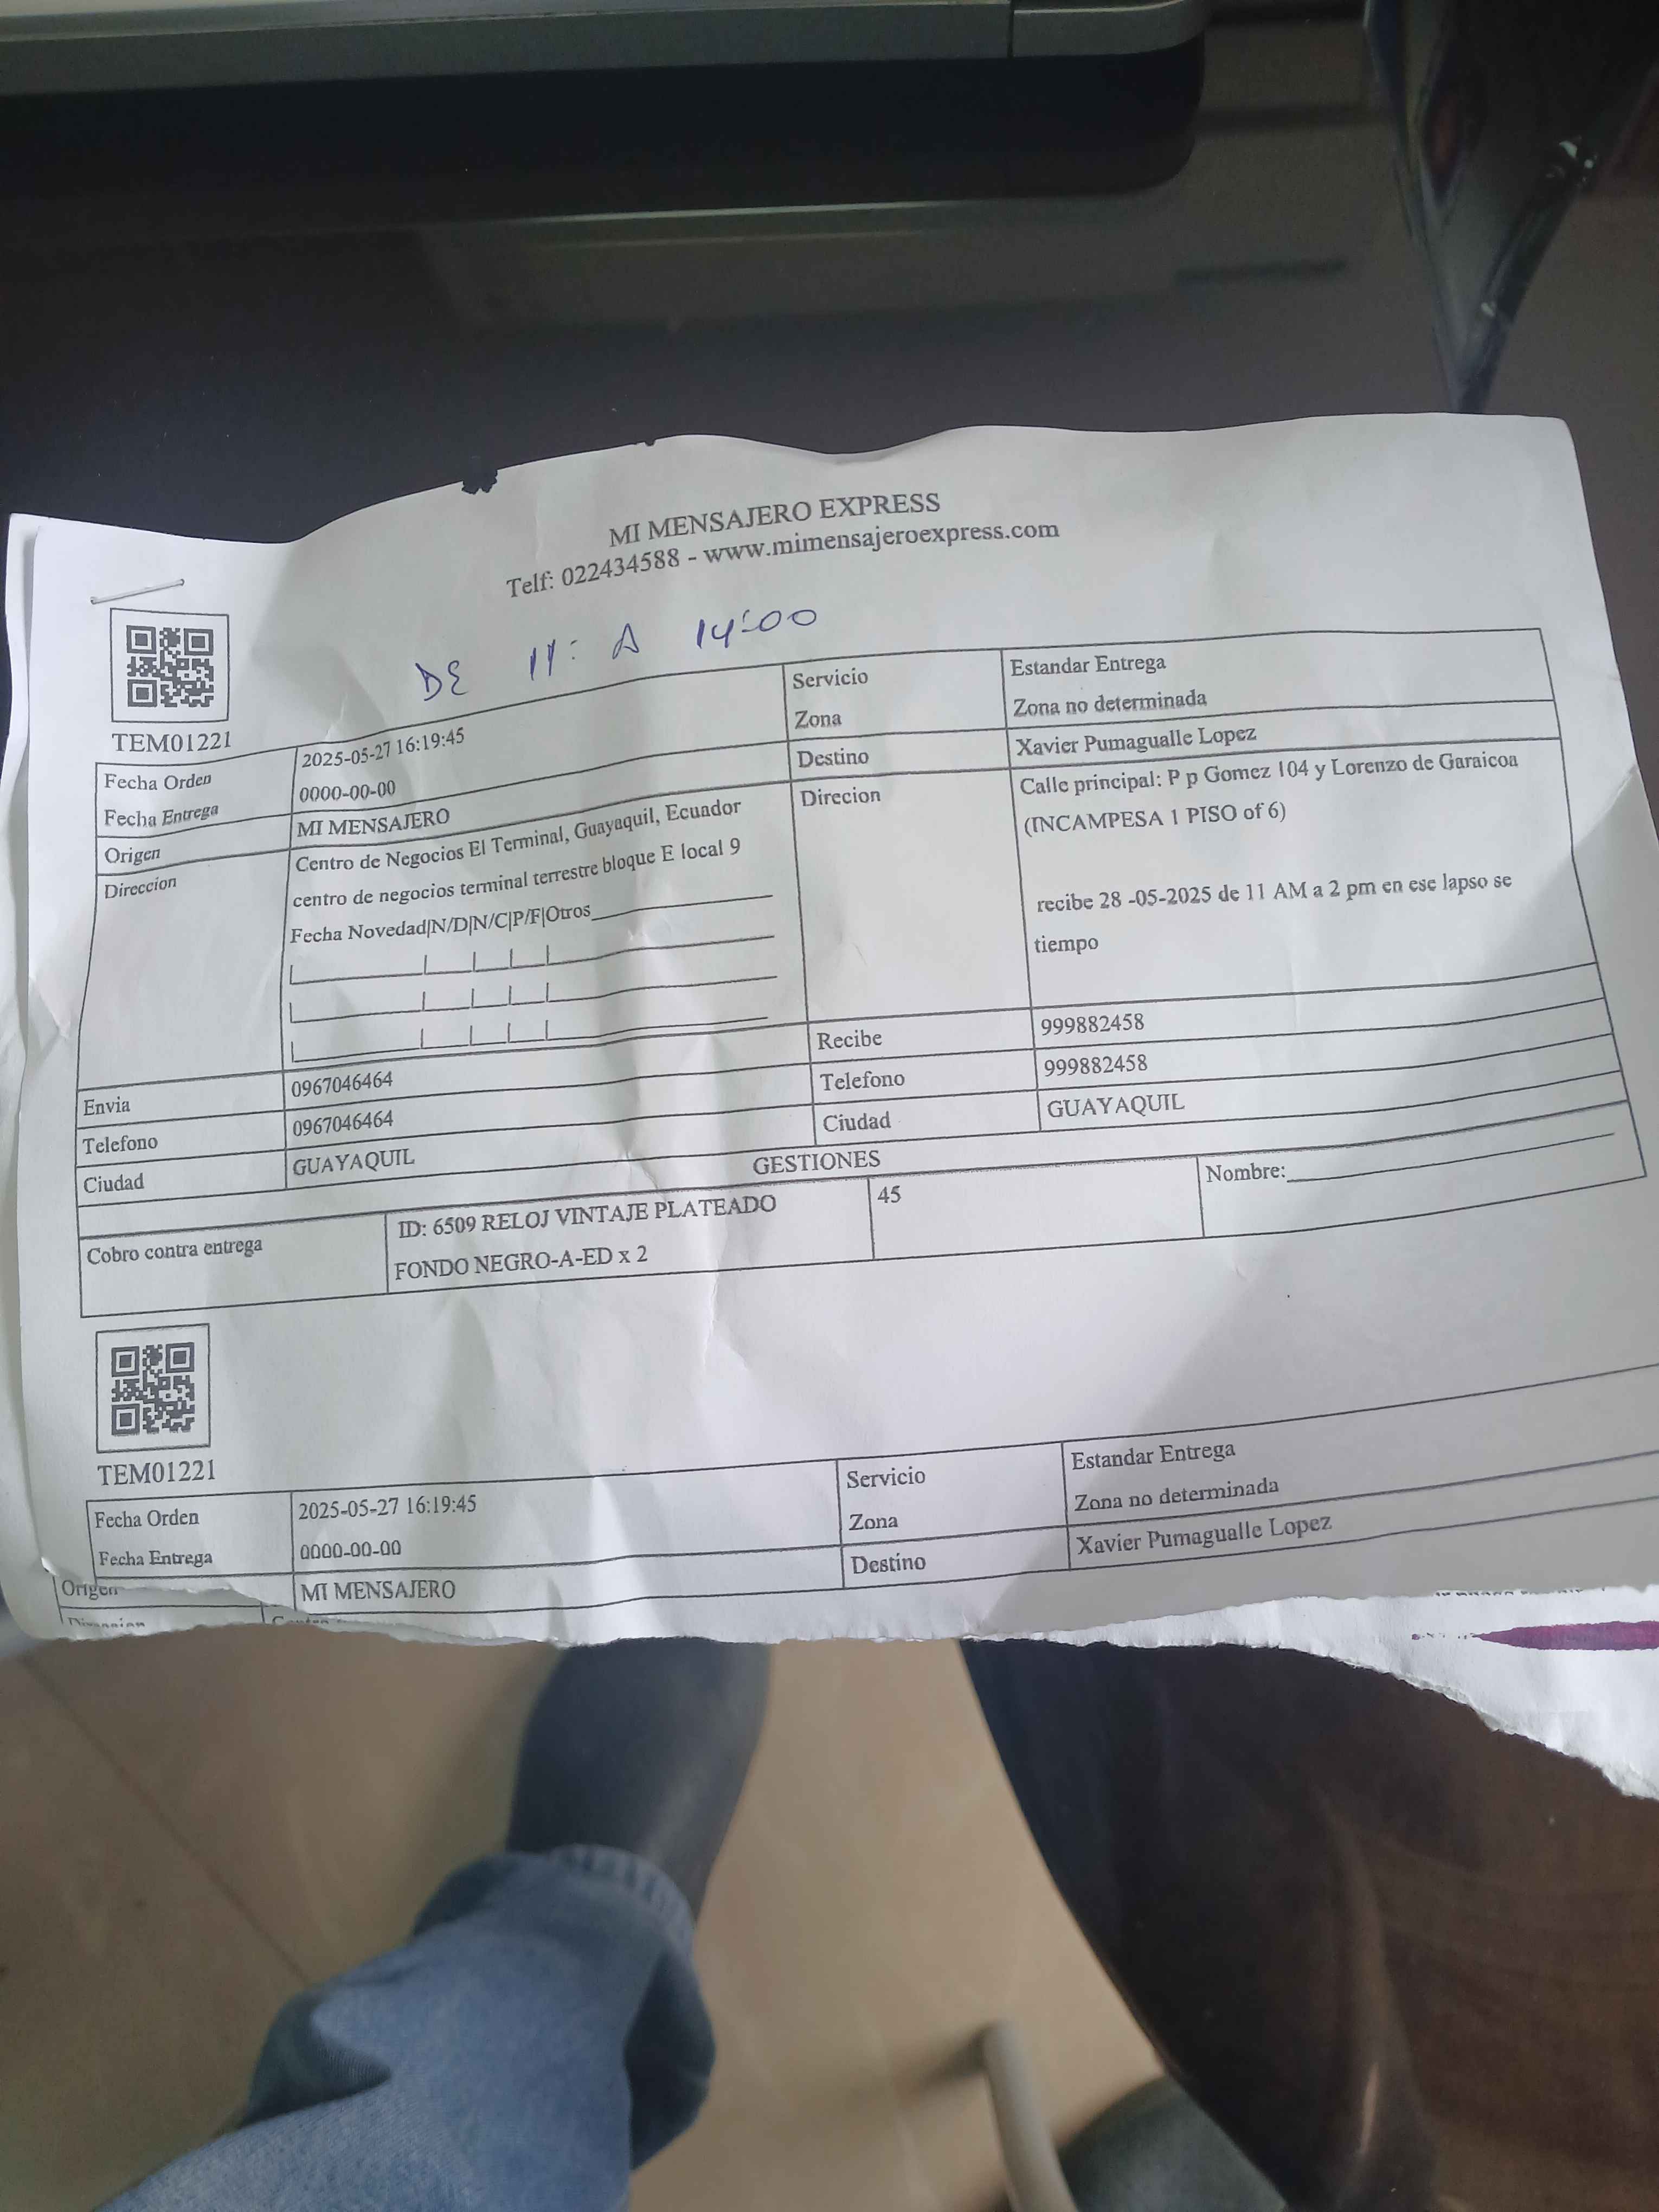 MI MENSAJERO EXPRESS
Telf: 022434588 - www.mimensajeroexpress.com
DE 11: A 14:00
TEM01221
Fecha Orden 2025-05-27 16:19:45 Servicio Estandar Entrega
Fecha Entrega 0000-00-00 Zona Zona no determinada
Origen MI MENSAJERO Destino Xavier Pumagualle Lopez
Direccion Centro de Negocios El Terminal, Guayaquil, Ecuador Direcion Calle principal: P p Gomez 104 y Lorenzo de Garaicoa
centro de negocios terminal terrestre bloque E local 9 (INCAMPESA 1 PISO of 6)
Fecha Novedad|N/D|N/C|P/F|Otros recibe 28 -05-2025 de 11 AM a 2 pm en ese lapso se
tiempo
Envia 0967046464 Recibe 999882458
Telefono 0967046464 Telefono 999882458
Ciudad GUAYAQUIL Ciudad GUAYAQUIL
GESTIONES
Cobro contra entrega ID: 6509 RELOJ VINTAJE PLATEADO 45 Nombre:
FONDO NEGRO-A-ED x 2
TEM01221
Fecha Orden 2025-05-27 16:19:45 Servicio Estandar Entrega
Fecha Entrega 0000-00-00 Zona Zona no determinada
Origen MI MENSAJERO Destino Xavier Pumagualle Lopez